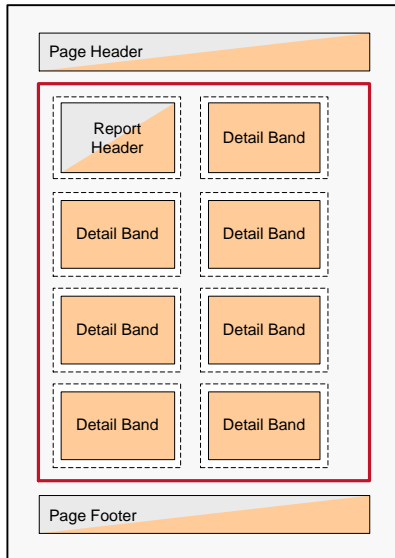 Page Header
Report
Header
Detail Band
Detail Band
Detail Band
Detail Band
Detail Band
Detail Band
Detail Band
Page Footer